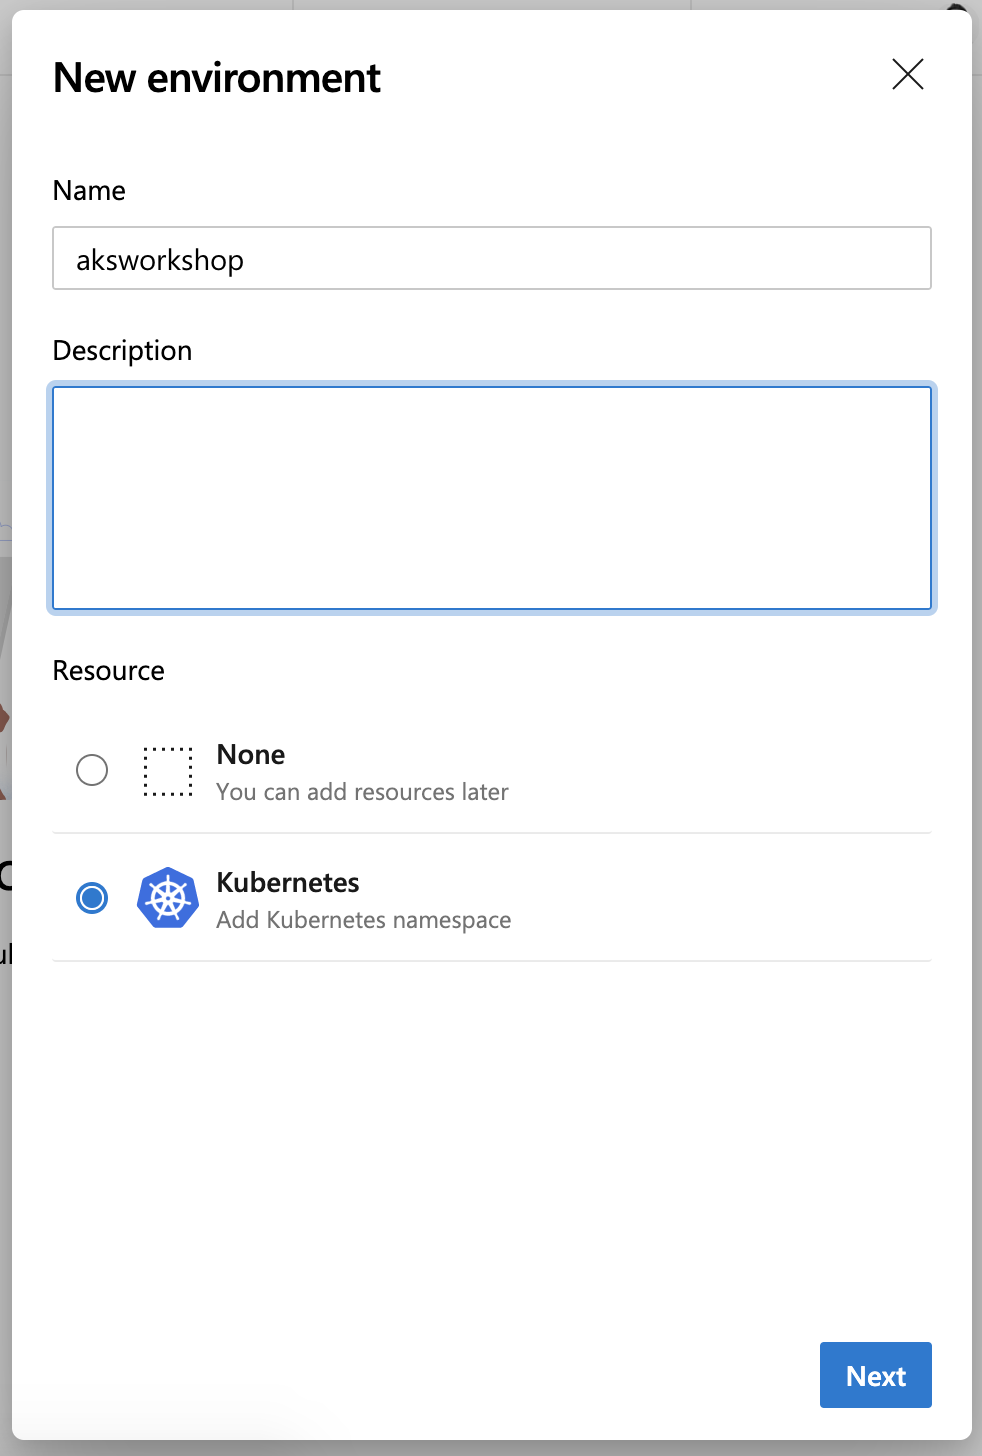 New environment
Name
aksworkshop
Description
Resource
None
You can add resources later
Kubernetes
Add Kubernetes namespace
Next